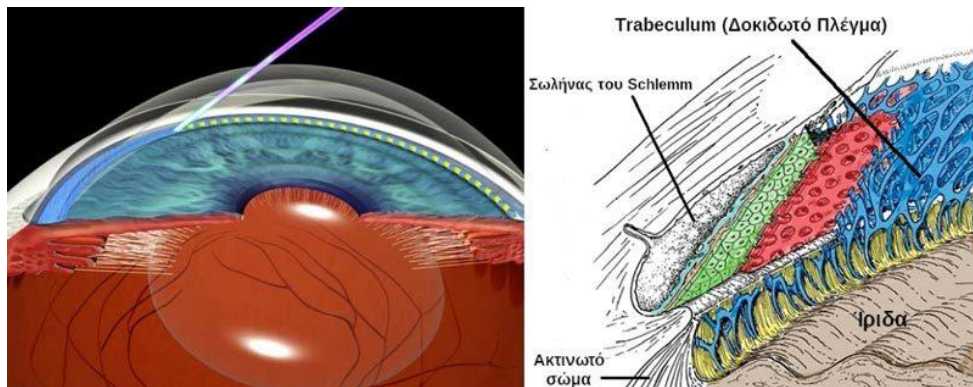 Trabeculum (Δοκιδωτό Πλέγμα)
Σωλήνας του Schlemm
Ίριδα
Ακτινωτό
σώμα